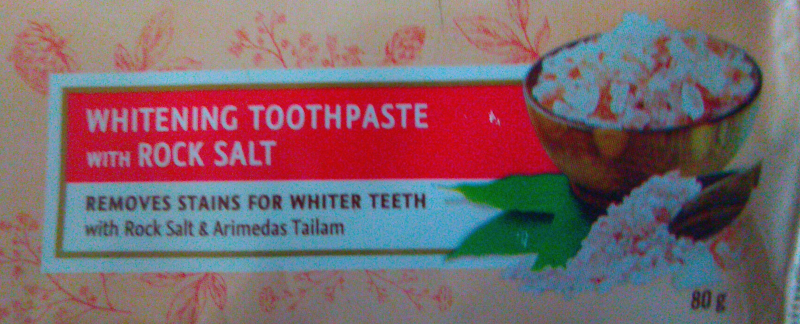 WHITENING TOOTHPASTE
WITH ROCK SALT
REMOVES STAINS FOR WHITER TEETH
with Rock Salt & Arimedas Tailam
80 g